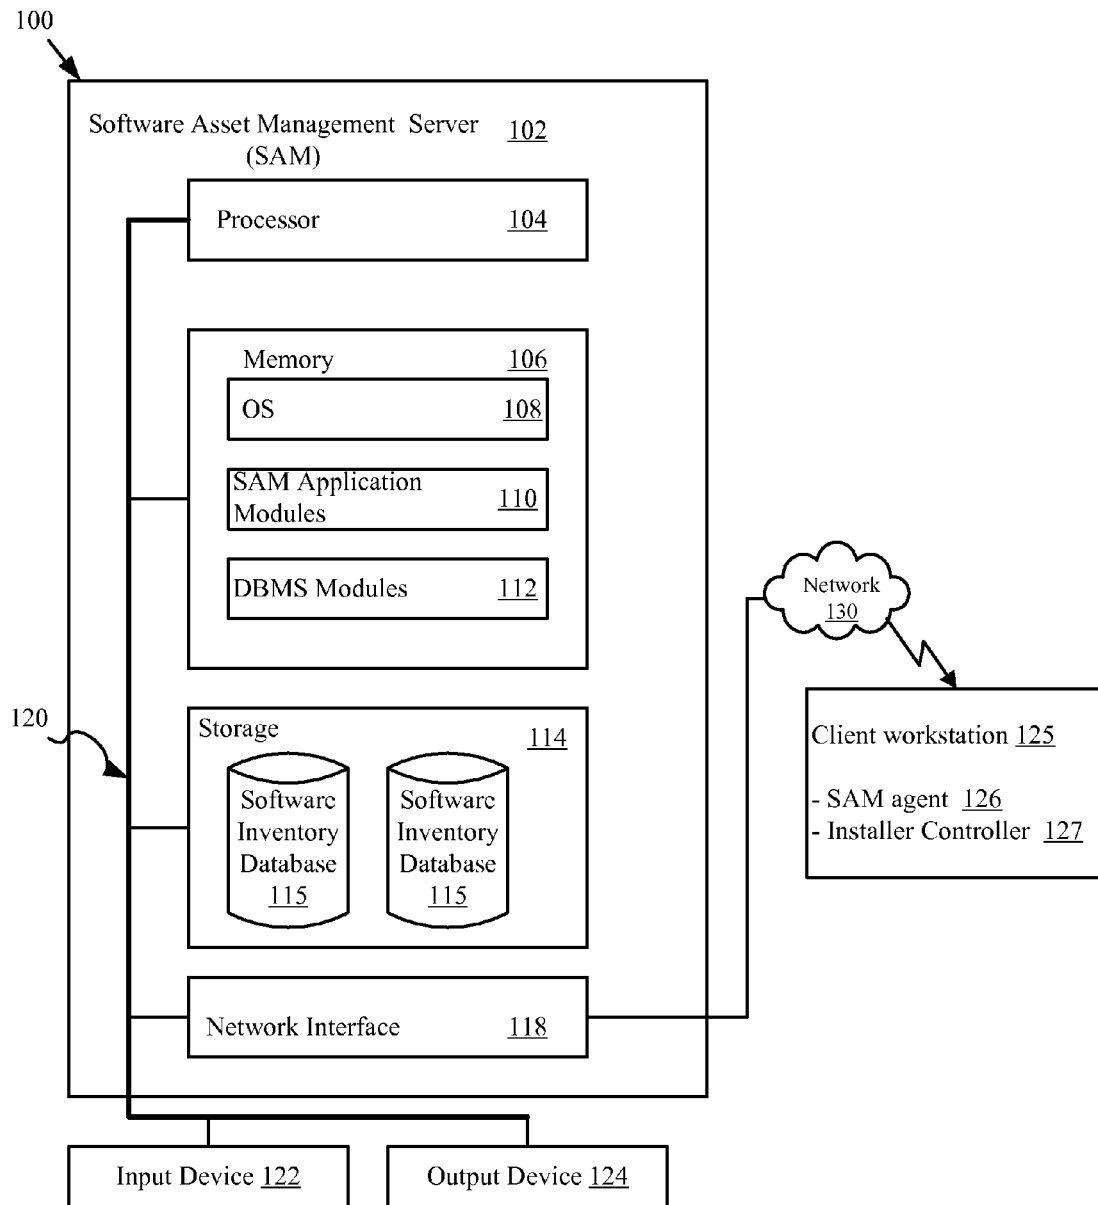 100
Software Asset Management Server 102
(SAM)
Processor 104
Memory 106
OS 108
SAM Application
Modules 110
DBMS Modules 112
Network
130
120
Storage 114
Software
Inventory
Database
115
Software
Inventory
Database
115
Client workstation 125
- SAM agent 126
- Installer Controller 127
Network Interface 118
Input Device 122
Output Device 124